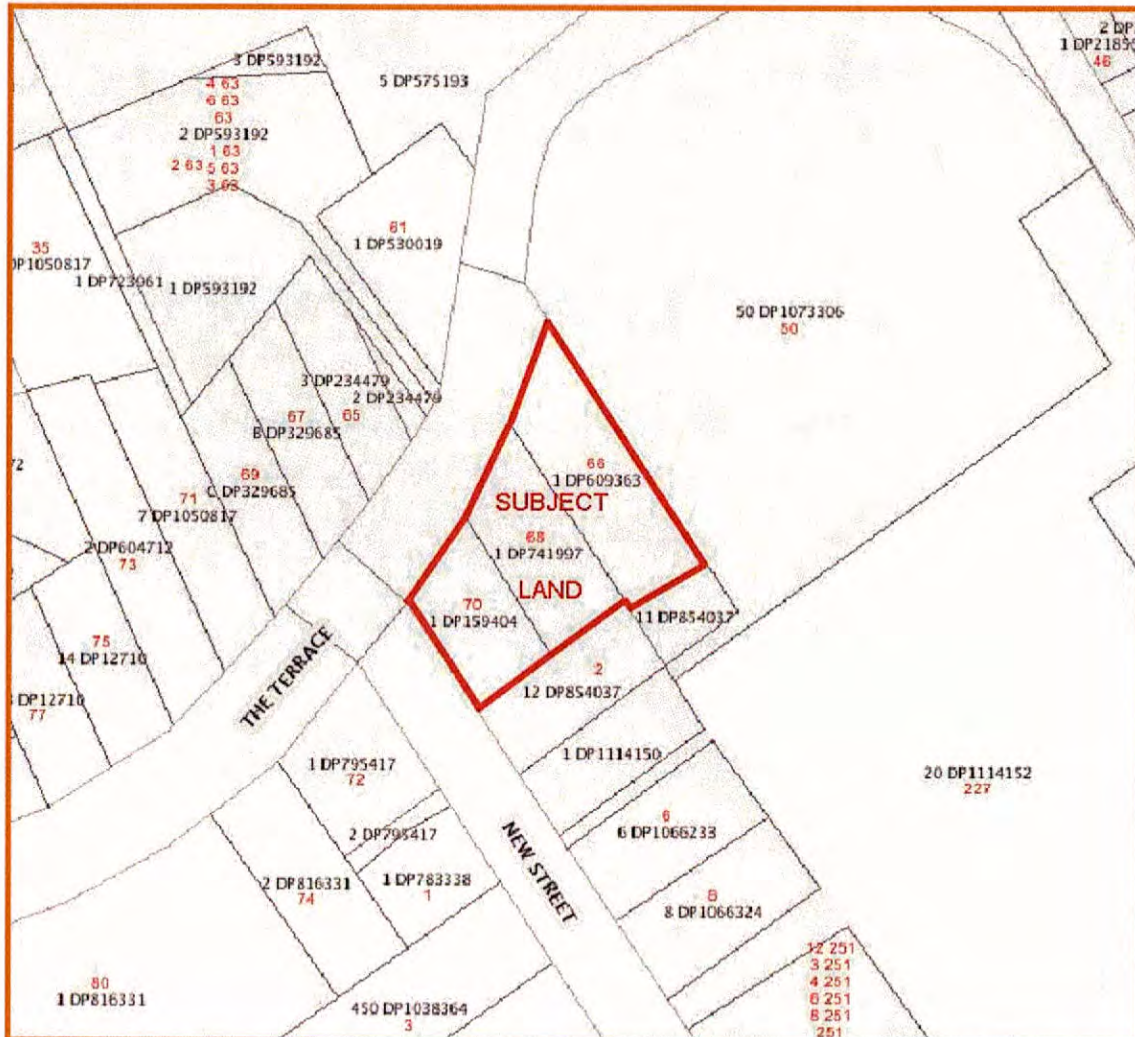 3 DP593192
4 63
6 63
63
2 DP593192
1 63
2 63
5 63
3 63
5 DP575193
1 DP21859
46
61
1 DP530019
35
DP1050817
1 DP723961
1 DP593192
50 DP1073306
50
3 DP234479
2 DP234479
67
65
B DP329685
69
C DP329685
71
7 DP1050817
72
2 DP604712
73
66
1 DP609363
SUBJECT
68
1 DP741997
LAND
70
1 DP159404
11 DP854037
2
12 DP854037
75
14 DP12710
DP12710
77
THE TERRACE
1 DP1114150
1 DP795417
72
2 DP795417
20 DP1114152
227
6
6 DP1066233
NEW STREET
2 DP816331
74
1 DP783338
1
8
8 DP1066324
80
1 DP816331
450 DP1038364
3
12 251
3 251
4 251
6 251
8 251
251